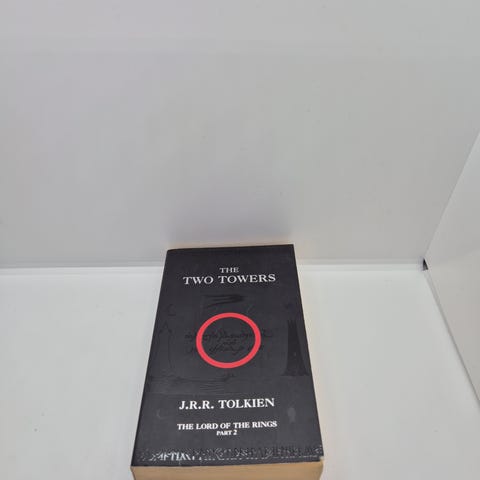 THE
TWO TOWERS
J.R.R. TOLKIEN
THE LORD OF THE RINGS
PART 2